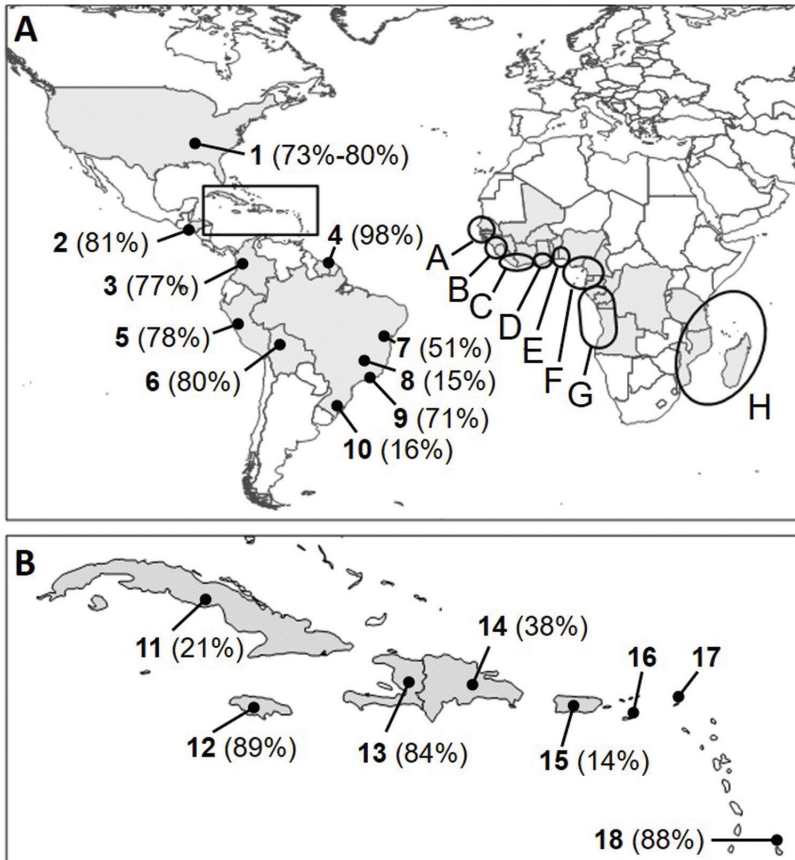 A
1 (73%-80%)
2 (81%)
4 (98%)
3 (77%)
5 (78%)
6 (80%)
7 (51%)
8 (15%)
9 (71%)
10 (16%)
A
B
C
D
E
F
G
H
B
11 (21%)
14 (38%)
16
17
12 (89%)
13 (84%)
15 (14%)
18 (88%)